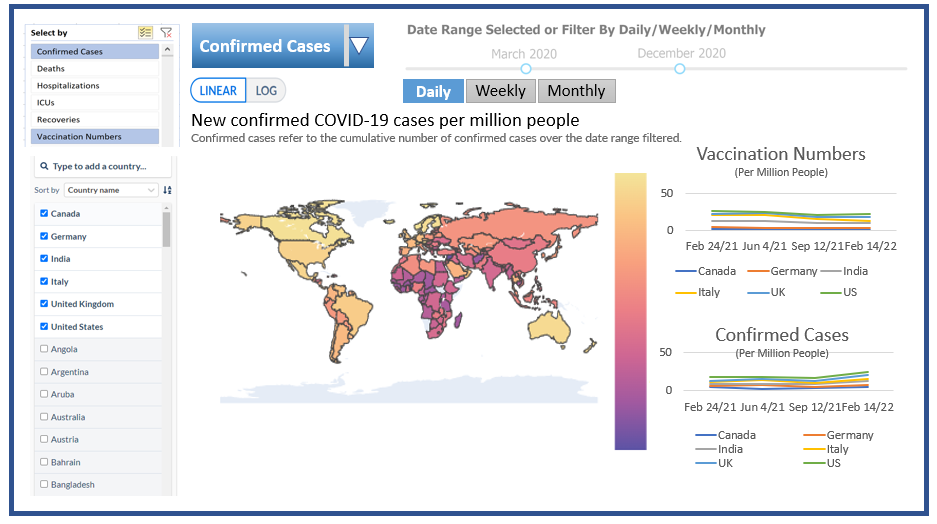 Select by
Confirmed Cases
Deaths
Hospitalizations
ICUs
Recoveries
Vaccination Numbers
Type to add a country...
Sort by Country name
Canada
Germany
India
Italy
United Kingdom
United States
Angola
Argentina
Aruba
Australia
Austria
Bahrain
Bangladesh
Confirmed Cases
Date Range Selected or Filter By Daily/Weekly/Monthly
March 2020 December 2020
LINEAR LOG
Daily Weekly Monthly
New confirmed COVID-19 cases per million people
Confirmed cases refer to the cumulative number of confirmed cases over the date range filtered.
Vaccination Numbers
(Per Million People)
50
0
Feb 24/21 Jun 4/21 Sep 12/21 Feb 14/22
Canada Germany India
Italy UK US
Confirmed Cases
(Per Million People)
50
0
Feb 24/21 Jun 4/21 Sep 12/21 Feb 14/22
Canada Germany
India Italy
UK US